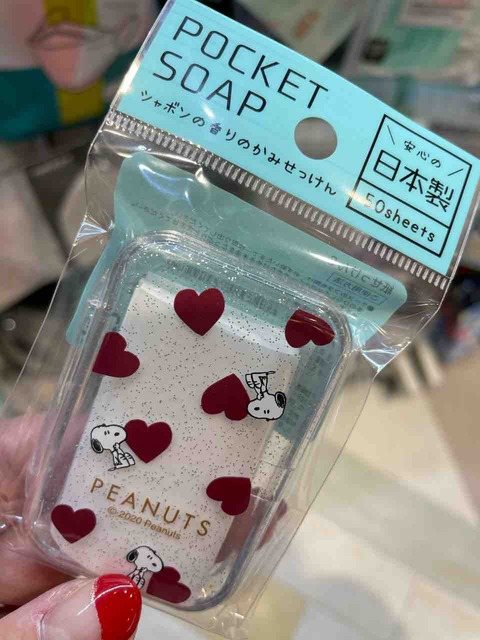 POCKET
SOAP
シャボンの香りのかみせっけん
安心の
日本製
50sheets
PEANUTS
© 2020 Peanuts